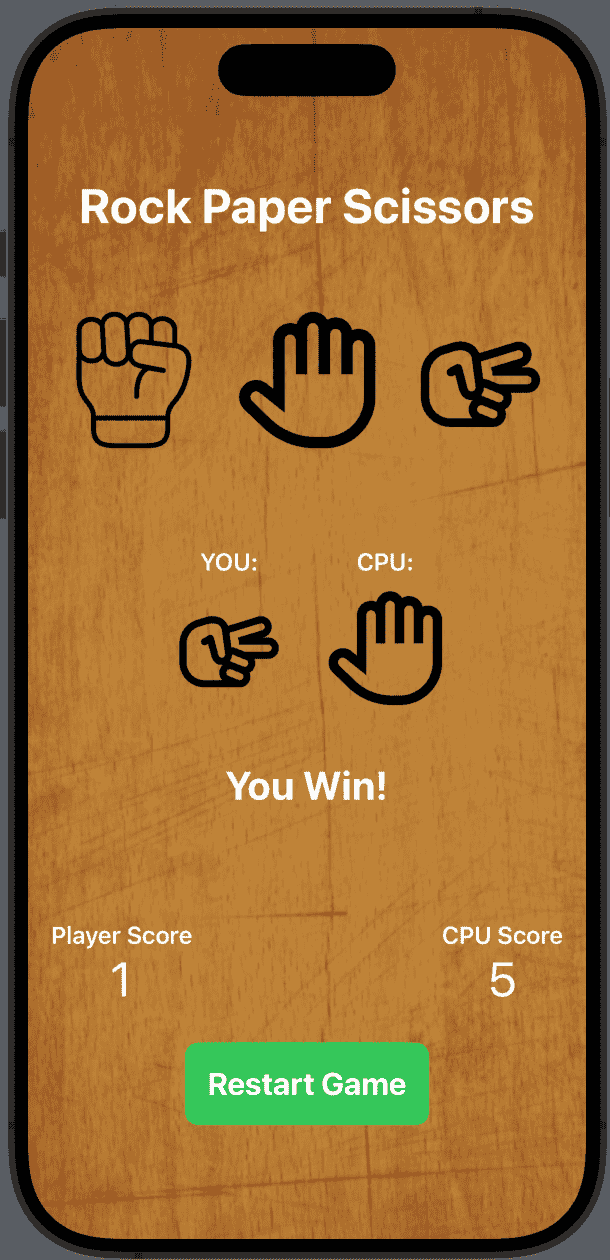 Rock Paper Scissors
YOU:
CPU:
You Win!
Player Score
CPU Score
1
5
Restart Game